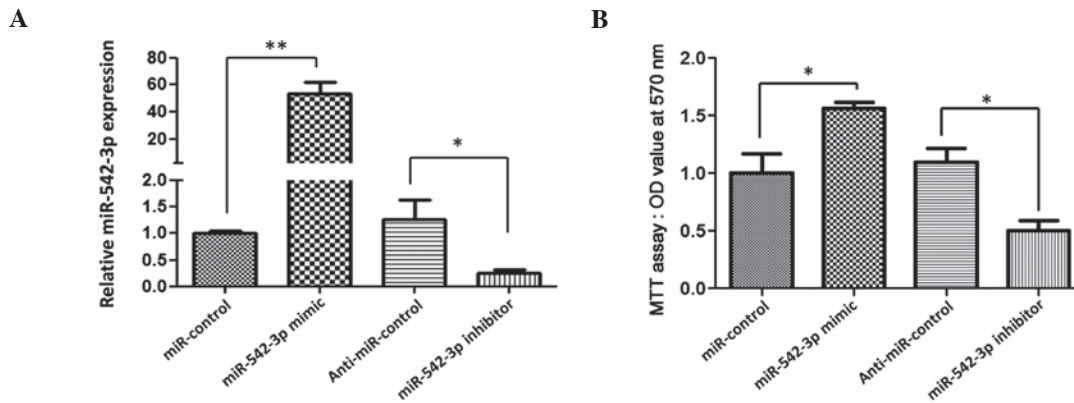 A
Relative miR-542-3p expression
80
60
40
20
2.0
1.5
1.0
0.5
0.0
**
*
miR-control
miR-542-3p mimic
Anti-miR-control
miR-542-3p inhibitor
B
MTT assay : OD value at 570 nm
2.0
1.5
1.0
0.5
0.0
*
*
miR-control
miR-542-3p mimic
Anti-miR-control
miR-542-3p inhibitor